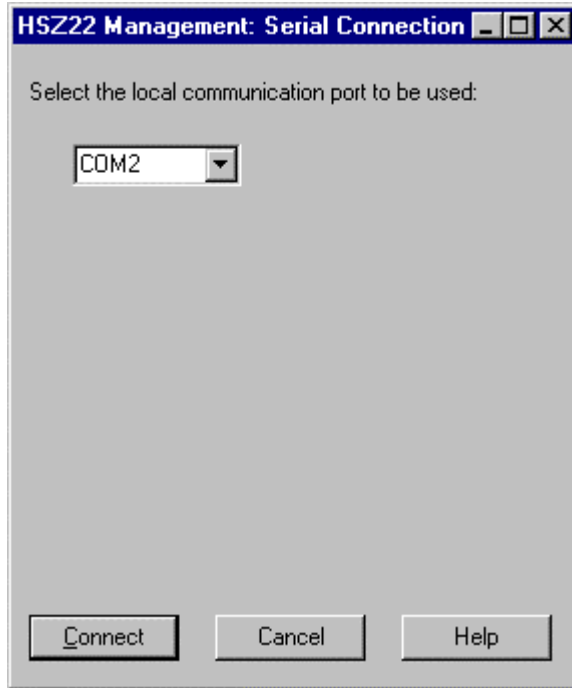 HSZ22 Management: Serial Connection
Select the local communication port to be used:
COM2
Connect Cancel Help